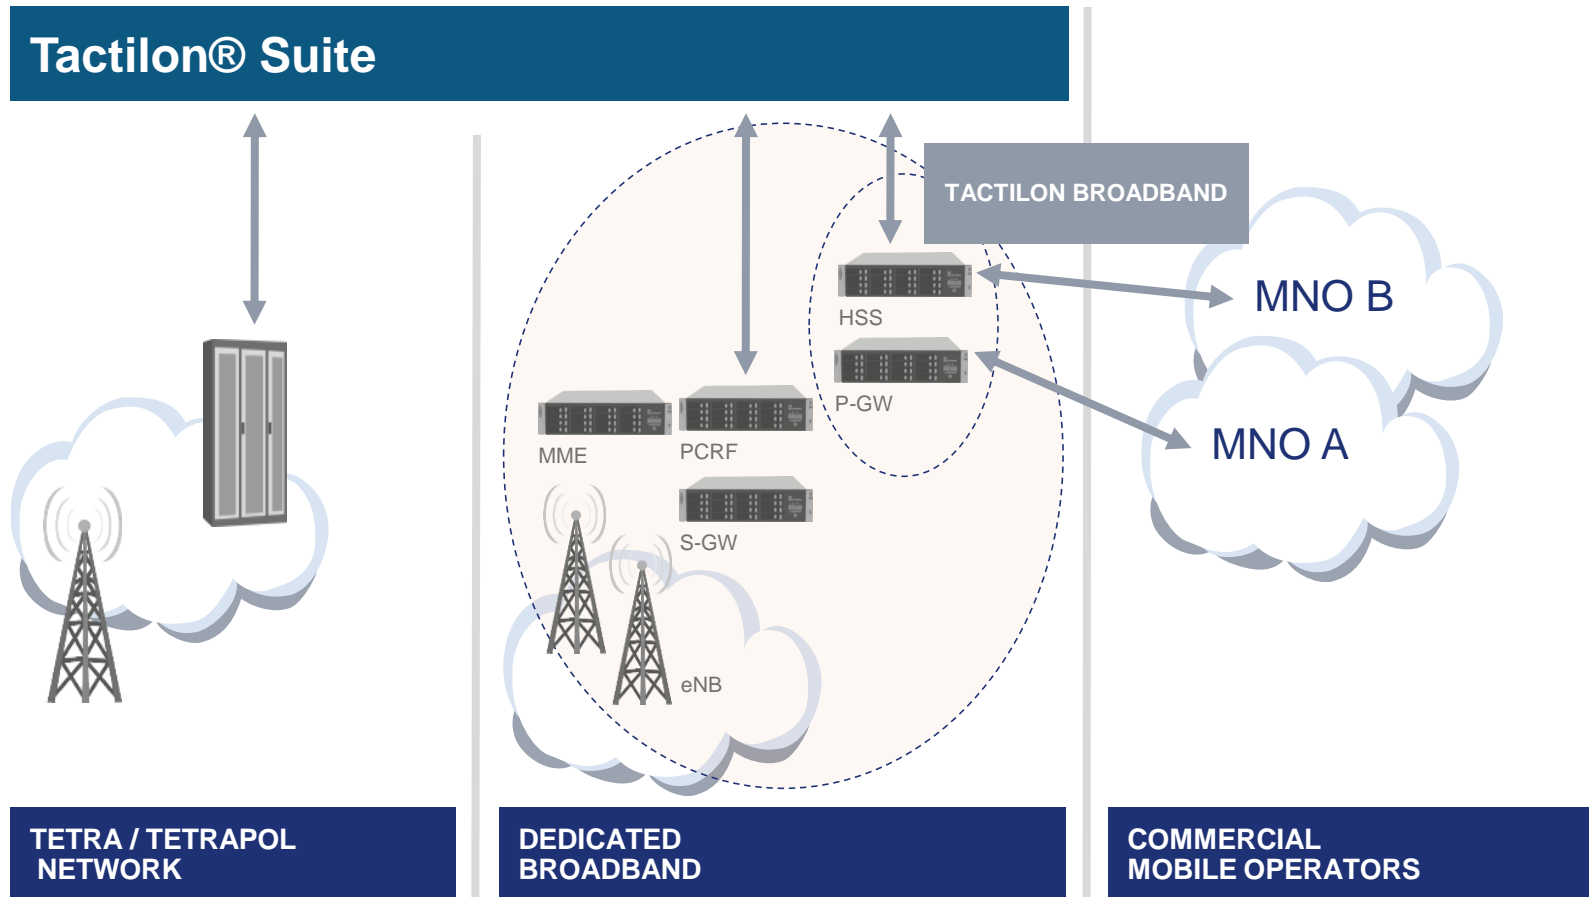 Tactilon® Suite
TACTILON BROADBAND
HSS
MNO B
P-GW
MNO A
MME
PCRF
S-GW
eNB
TETRA / TETRAPOL
NETWORK
DEDICATED
BROADBAND
COMMERCIAL
MOBILE OPERATORS